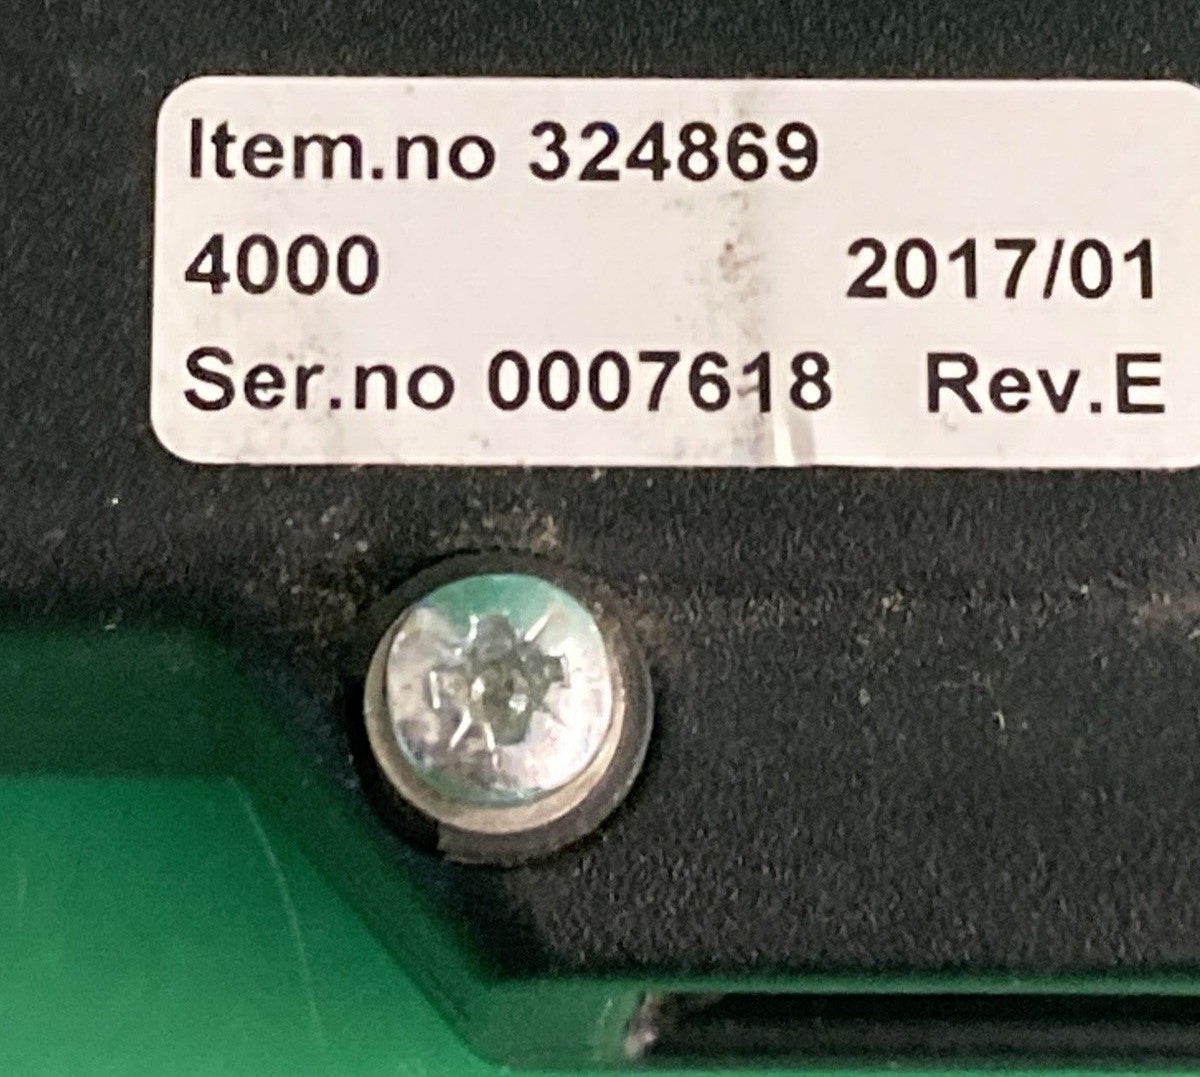 Item.no 324869
4000 2017/01
Ser.no 0007618 Rev.E